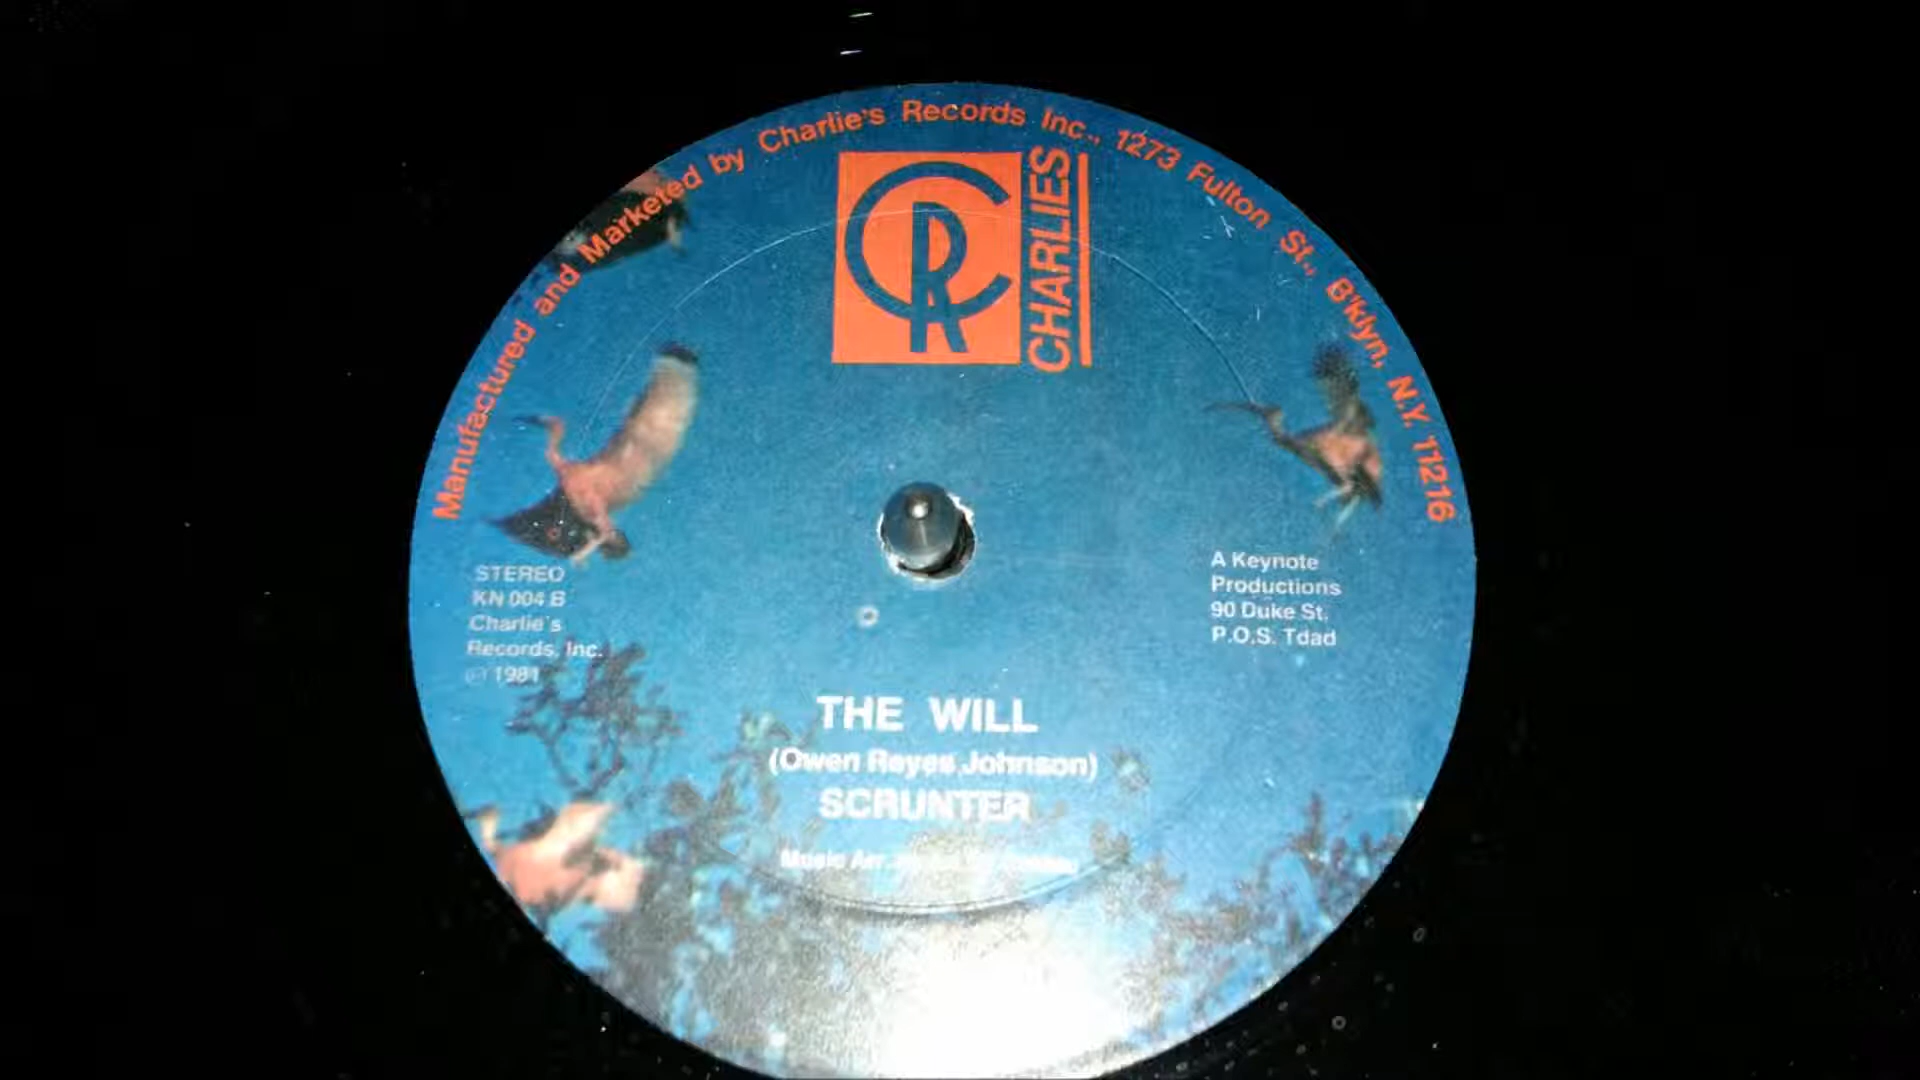 Manufactured and Marketed by Charlie's Records Inc., 1273 Fulton St., B'klyn, N.Y. 11216
CR
CHARLIES
STEREO
KN 004 B
Charlie's
Records, Inc.
1981
A Keynote
Productions
90 Duke St.
P.O.S. Tdad
THE WILL
(Owen Reyes Johnson)
SCRUNTER
Music